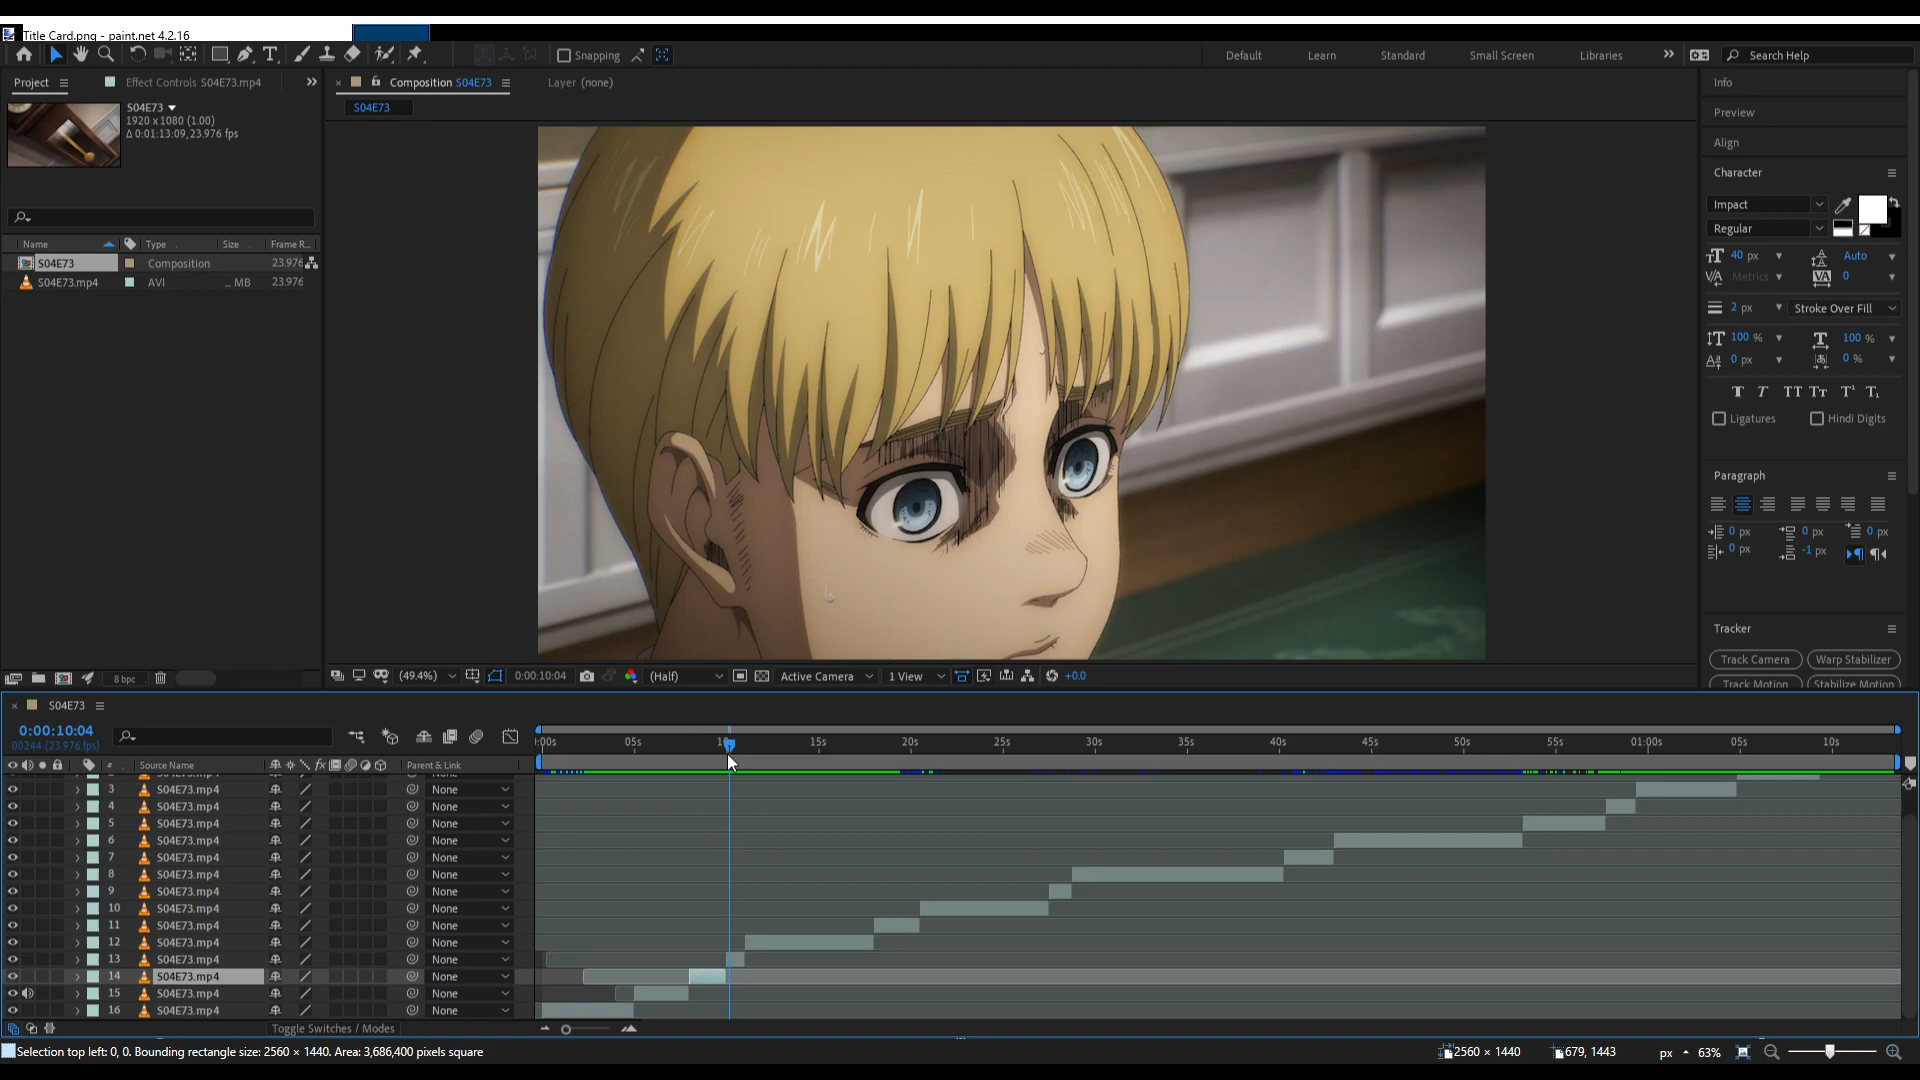 Title Card.png - paint.net 4.2.16
Snapping
Default
Learn
Standard
Small Screen
Libraries
Search Help
Project
Effect Controls S04E73.mp4
Composition S04E73
Layer (none)
S04E73
S04E73
1920 x 1080 (1.00)
Δ 0:01:13:09, 23.976 fps
Name
Type
Size
Frame R...
S04E73
Composition
23.976
S04E73.mp4
AVI
... MB
23.976
8 bpc
(49.4%)
0:00:10:04
(Half)
Active Camera
1 View
+0.0
Info
Preview
Align
Character
Impact
Regular
40 px
Auto
Metrics
0
2 px
Stroke Over Fill
100 %
100 %
0 px
0 %
Ligatures
Hindi Digits
Paragraph
0 px
0 px
0 px
0 px
-1 px
Tracker
Track Camera
Warp Stabilizer
Track Motion
Stabilize Motion
S04E73
0:00:10:04
00244 (23.976 fps)
:00s
05s
15s
20s
25s
30s
35s
40s
45s
50s
55s
01:00s
05s
10s
#
Source Name
Parent & Link
3 S04E73.mp4 None
4 S04E73.mp4 None
5 S04E73.mp4 None
6 S04E73.mp4 None
7 S04E73.mp4 None
8 S04E73.mp4 None
9 S04E73.mp4 None
10 S04E73.mp4 None
11 S04E73.mp4 None
12 S04E73.mp4 None
13 S04E73.mp4 None
14 S04E73.mp4 None
15 S04E73.mp4 None
16 S04E73.mp4 None
Toggle Switches / Modes
Selection top left: 0, 0. Bounding rectangle size: 2560 × 1440. Area: 3,686,400 pixels square
2560 × 1440
679, 1443
px
63%